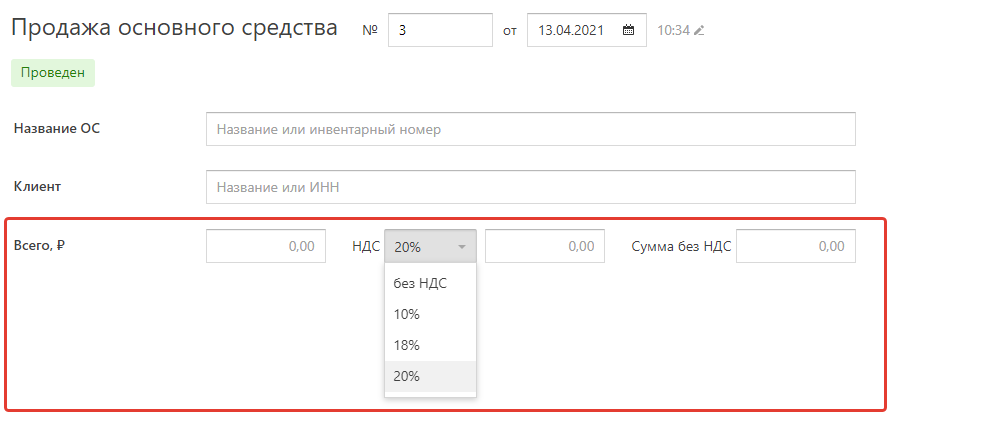 Продажа основного средства № 3 от 13.04.2021 10:34
Проведен
Название ОС Название или инвентарный номер
Клиент Название или ИНН
Всего, ₽ 0,00 НДС 20% 0,00 Сумма без НДС 0,00
без НДС
10%
18%
20%